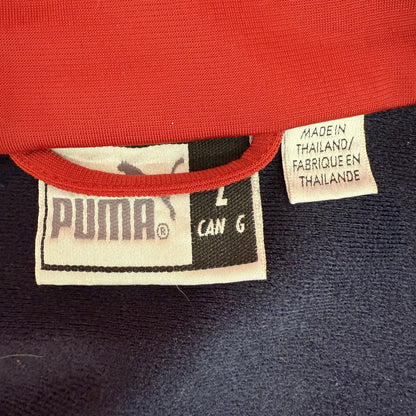 PUMA®
L
CAN G
MADE IN
THAILAND/
FABRIQUE EN
THAILANDE